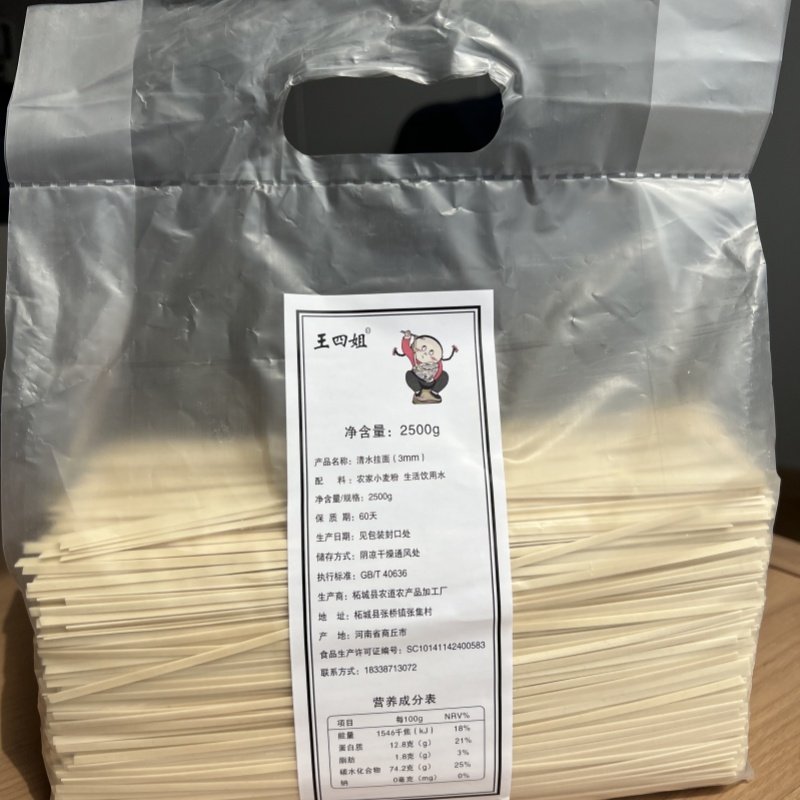 王四姐
净含量：2500g
产品名称：清水挂面（3mm）
配 料：农家小麦粉 生活饮用水
净含量/规格：2500g
保 质 期：60天
生产日期：见包装封口处
储存方式：阴凉干燥通风处
执行标准：GB/T 40636
生产商：柘城县农道农产品加工厂
地 址：柘城县张桥镇张集村
产 地：河南省商丘市
食品生产许可证编号：SC10141142400583
联系方式：18338713072
营养成分表
项目 每100g NRV%
能量 1546千焦（kJ） 18%
蛋白质 12.8克（g） 21%
脂肪 1.8克（g） 3%
碳水化合物 74.2克（g） 25%
钠 0毫克（mg） 0%